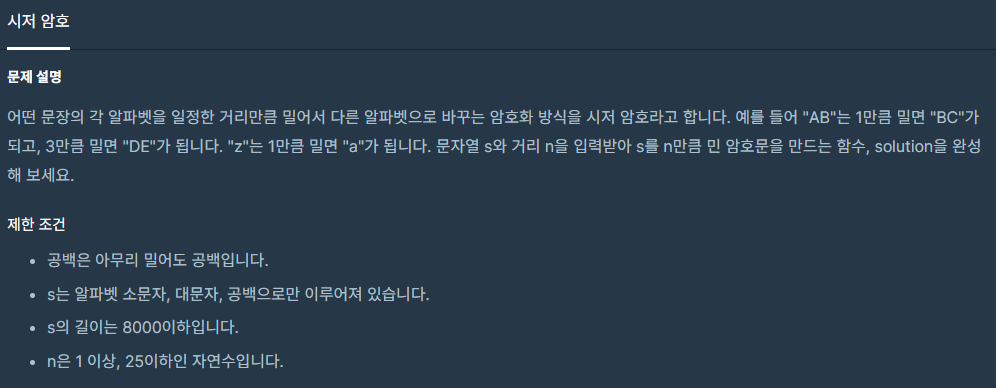 시저 암호
문제 설명
어떤 문장의 각 알파벳을 일정한 거리만큼 밀어서 다른 알파벳으로 바꾸는 암호화 방식을 시저 암호라고 합니다. 예를 들어 "AB"는 1만큼 밀면 "BC"가
되고, 3만큼 밀면 "DE"가 됩니다. "z"는 1만큼 밀면 "a"가 됩니다. 문자열 s와 거리 n을 입력받아 s를 n만큼 민 암호문을 만드는 함수, solution을 완성
해 보세요.
제한 조건
• 공백은 아무리 밀어도 공백입니다.
• s는 알파벳 소문자, 대문자, 공백으로만 이루어져 있습니다.
• s의 길이는 8000이하입니다.
• n은 1 이상, 25이하인 자연수입니다.